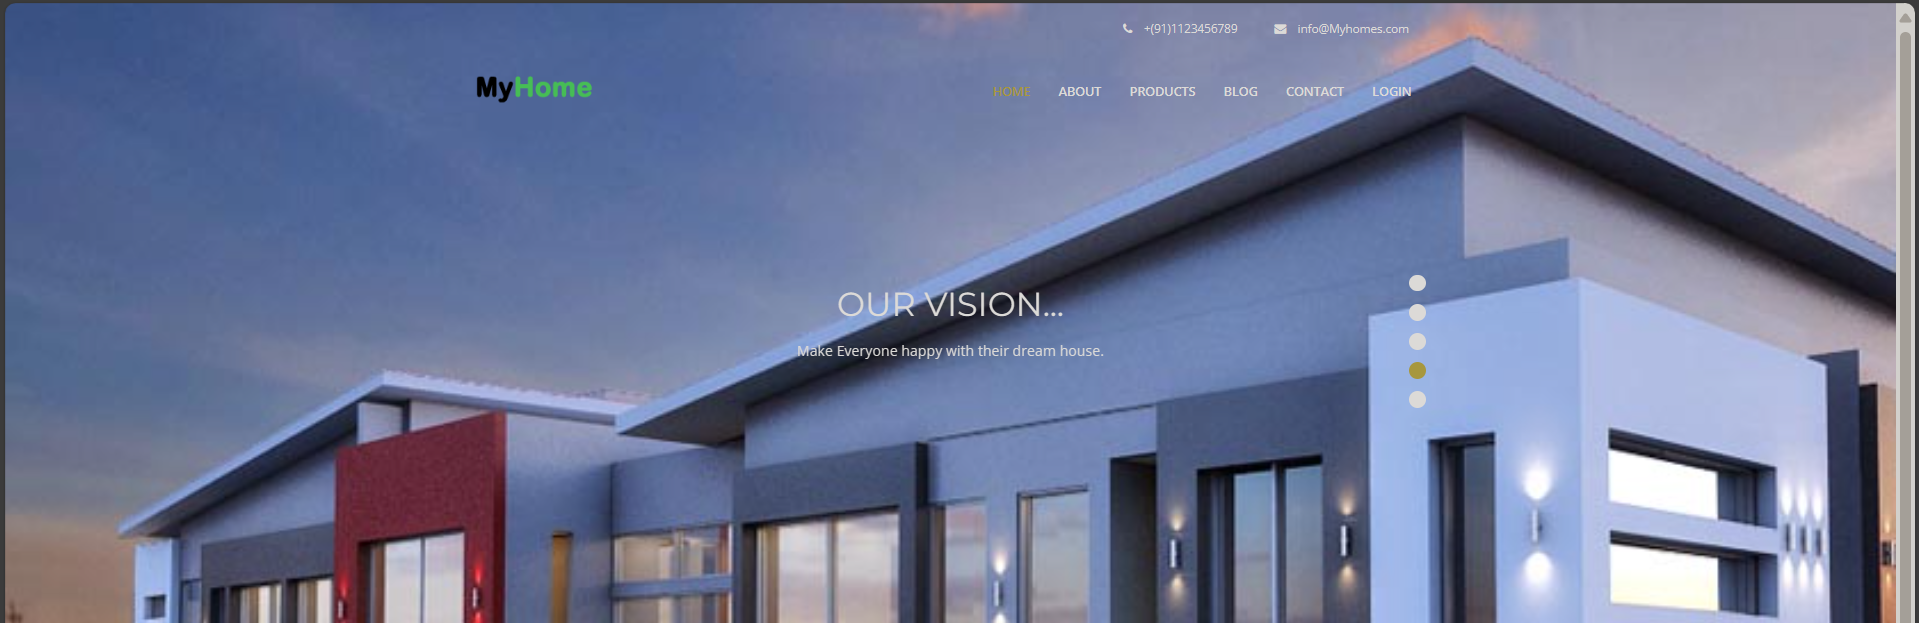 +(91)1123456789 info@Myhomes.com
MyHome HOME ABOUT PRODUCTS BLOG CONTACT LOGIN
OUR VISION...
Make Everyone happy with their dream house.